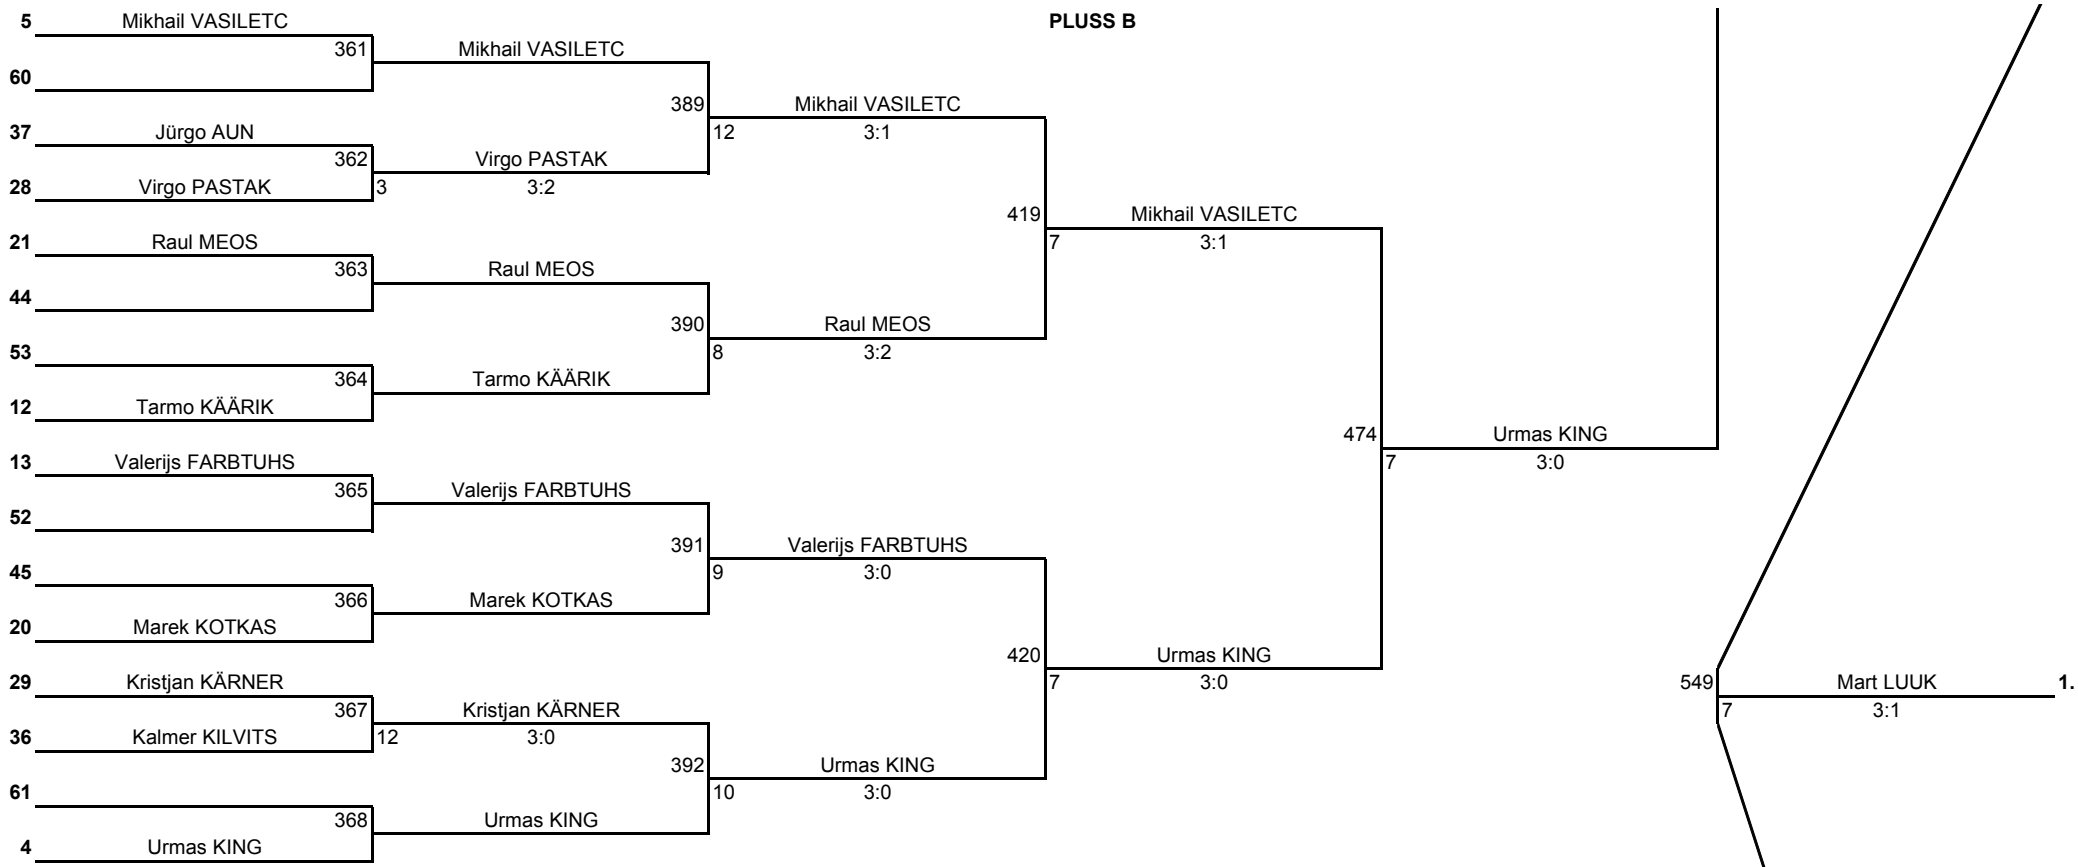 5 Mikhail VASILETC PLUSS B
361 Mikhail VASILETC
60
389 Mikhail VASILETC
37 Jürgo AUN 12 3:1
362 Virgo PASTAK
28 Virgo PASTAK 3 3:2
419 Mikhail VASILETC
21 Raul MEOS 7 3:1
363 Raul MEOS
44
390 Raul MEOS
53 8 3:2
364 Tarmo KÄÄRIK
12 Tarmo KÄÄRIK
474 Urmas KING
13 Valerijs FARBTUHS 7 3:0
365 Valerijs FARBTUHS
52
391 Valerijs FARBTUHS
45 9 3:0
366 Marek KOTKAS
20 Marek KOTKAS
420 Urmas KING
29 Kristjan KÄRNER 7 3:0 549 Mart LUUK 1.
367 Kristjan KÄRNER 7 3:1
36 Kalmer KILVITS 12 3:0
392 Urmas KING
61 10 3:0
368 Urmas KING
4 Urmas KING